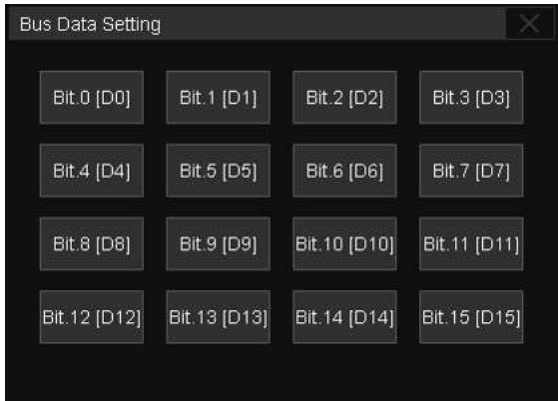 Bus Data Setting
Bit.0 [D0] Bit.1 [D1] Bit.2 [D2] Bit.3 [D3]
Bit.4 [D4] Bit.5 [D5] Bit.6 [D6] Bit.7 [D7]
Bit.8 [D8] Bit.9 [D9] Bit.10 [D10] Bit.11 [D11]
Bit.12 [D12] Bit.13 [D13] Bit.14 [D14] Bit.15 [D15]